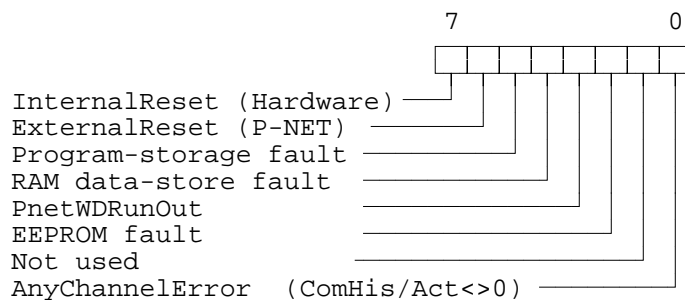 7 0
InternalReset (Hardware)
ExternalReset (P-NET)
Program-storage fault
RAM data-store fault
PnetWDRunOut
EEPROM fault
Not used
AnyChannelError (ComHis/Act<>0)